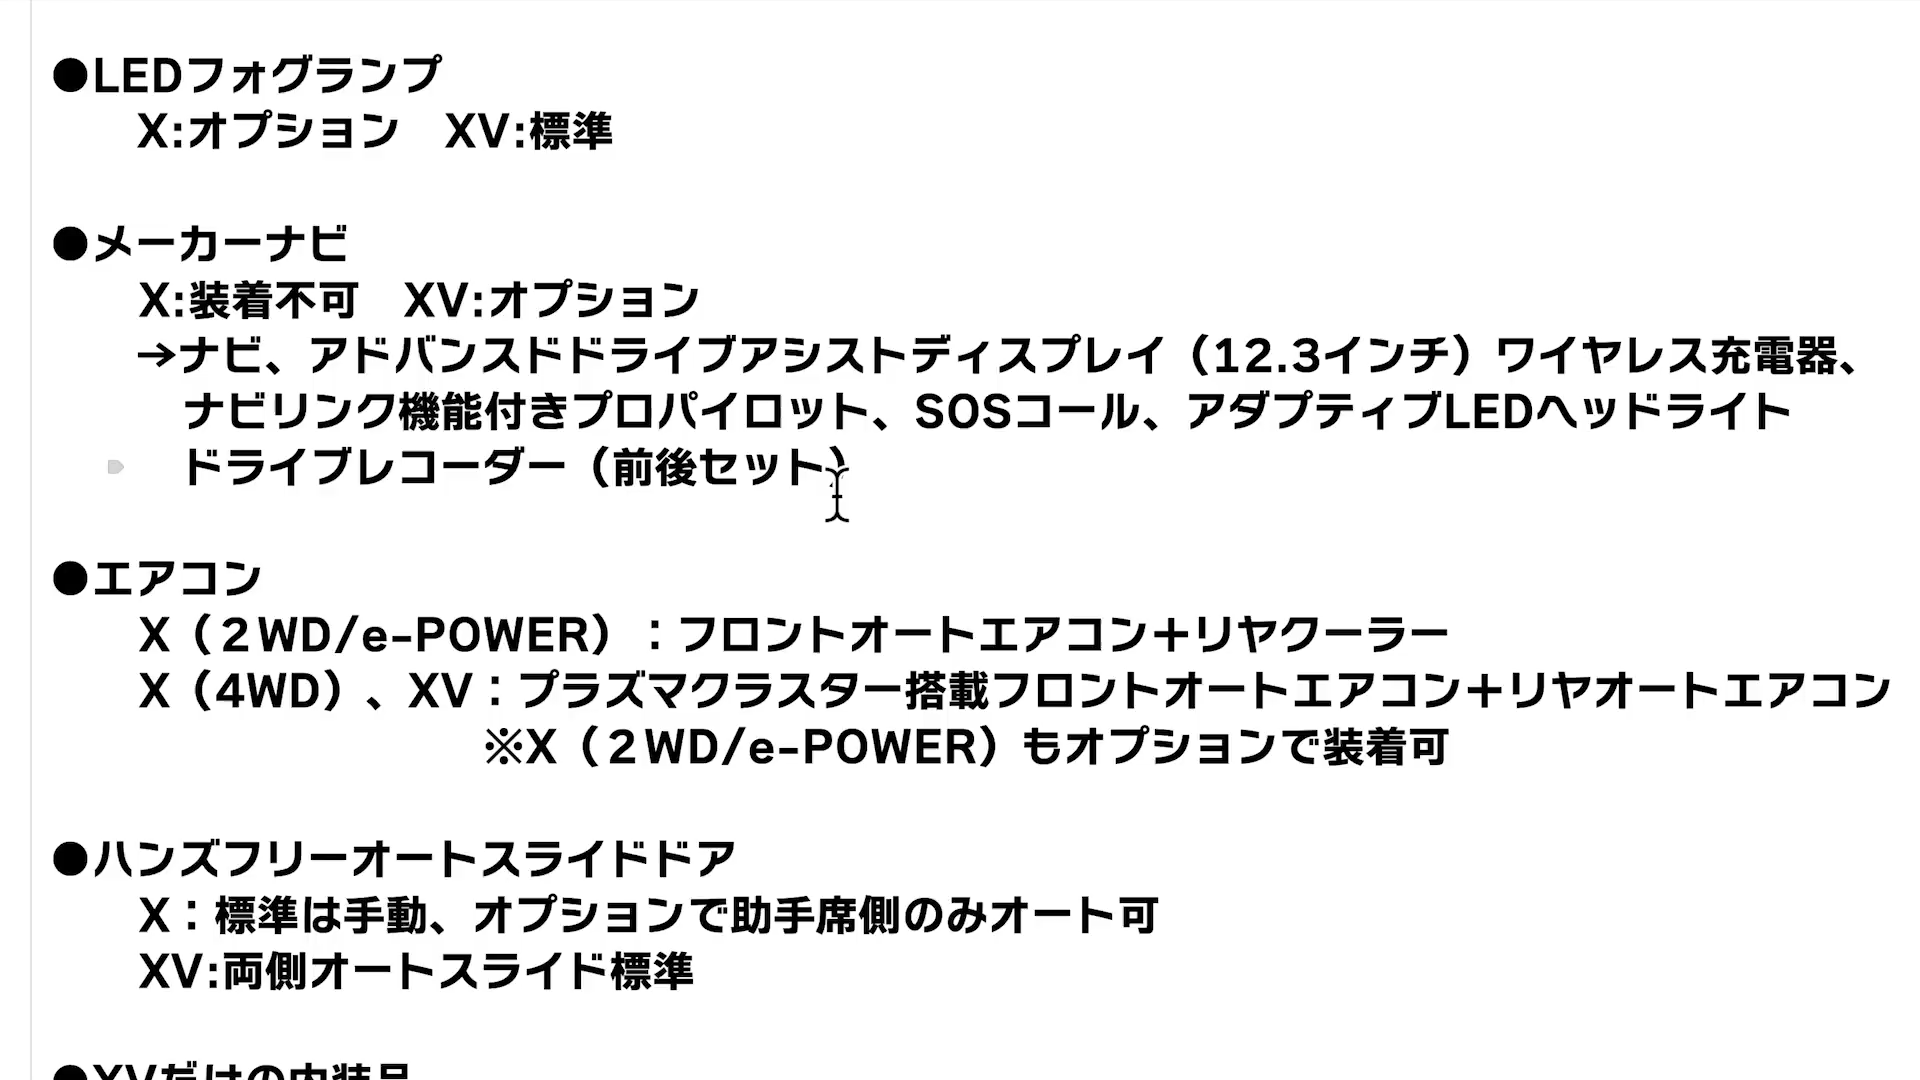 ●LEDフォグランプ
X:オプション　XV:標準
●メーカーナビ
X:装着不可　XV:オプション
→ナビ、アドバンスドドライブアシストディスプレイ（12.3インチ）ワイヤレス充電器、
ナビリンク機能付きプロパイロット、SOSコール、アダプティブLEDヘッドライト
ドライブレコーダー（前後セット）
●エアコン
X（２WD/e-POWER）：フロントオートエアコン＋リヤクーラー
X（4WD）、XV：プラズマクラスター搭載フロントオートエアコン＋リヤオートエアコン
※X（２WD/e-POWER）もオプションで装着可
●ハンズフリーオートスライドドア
X：標準は手動、オプションで助手席側のみオート可
XV:両側オートスライド標準
●XVだけの内装品